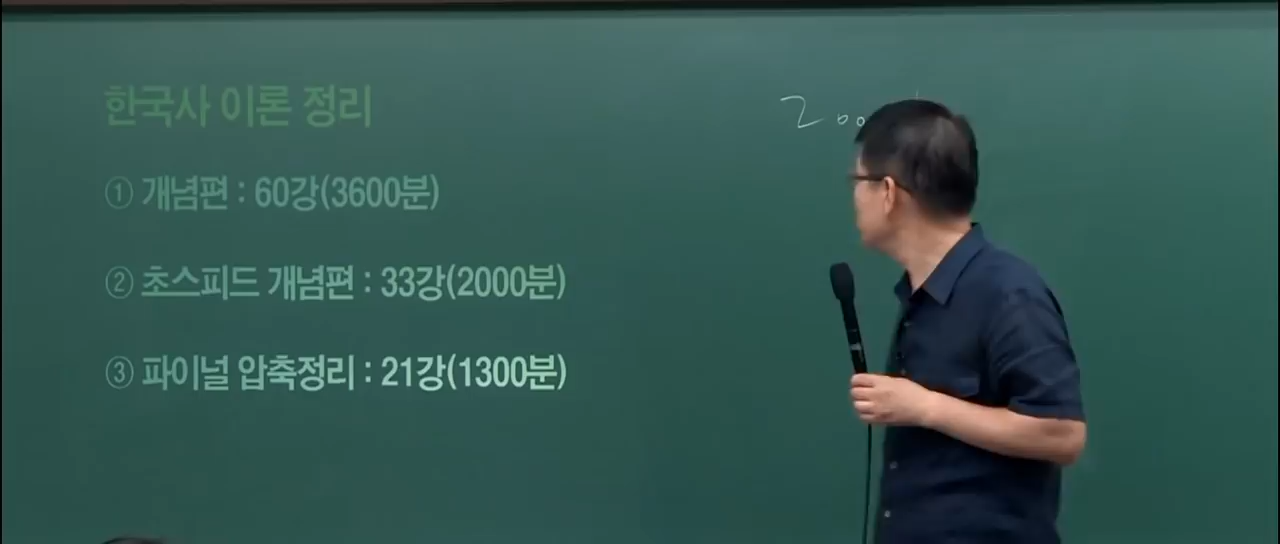 한국사 이론 정리
① 개념편 : 60강(3600분)
② 초스피드 개념편 : 33강(2000분)
③ 파이널 압축정리 : 21강(1300분)